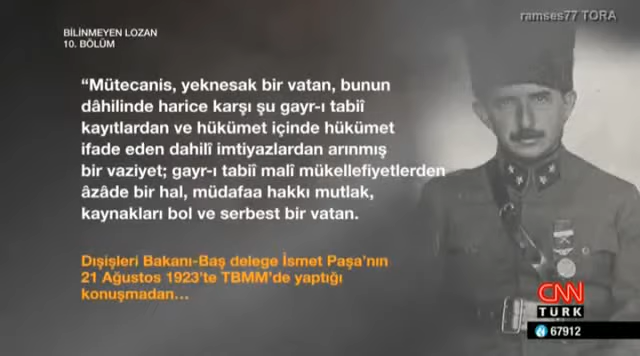 ramses77 TORA
BİLİNMEYEN LOZAN
10. BÖLÜM
“Mütecanis, yeknesak bir vatan, bunun
dâhilinde harice karşı şu gayr-ı tabiî
kayıtlardan ve hükümet içinde hükümet
ifade eden dahilî imtiyazlardan arınmış
bir vaziyet; gayr-ı tabiî malî mükellefiyetlerden
âzâde bir hal, müdafaa hakkı mutlak,
kaynakları bol ve serbest bir vatan.
Dışişleri Bakanı-Baş delege İsmet Paşa’nın
21 Ağustos 1923’te TBMM’de yaptığı
konuşmadan...
CNN
TÜRK
67912